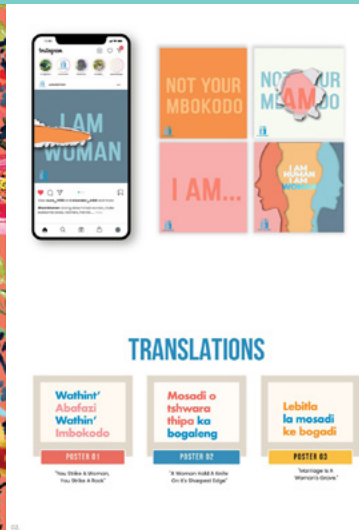 Instagram
I AM
WOMAN
NOT YOUR
MBOKODO
NOT YOUR
AM
I AM...
I AM
HUMAN
I AM
WOMAN
TRANSLATIONS
Wathint'
Abafazi
Wathin'
Imbokodo
POSTER 01
"You Strike A Woman,
You Strike A Rock"
Mosadi o
tshwara
thipa ka
bogaleng
POSTER 02
"A Woman Hold A Knife
On It's Sharpest Edge"
Lebitla
la mosadi
ke bogadi
POSTER 03
"Marriage Is A
Woman's Grave."